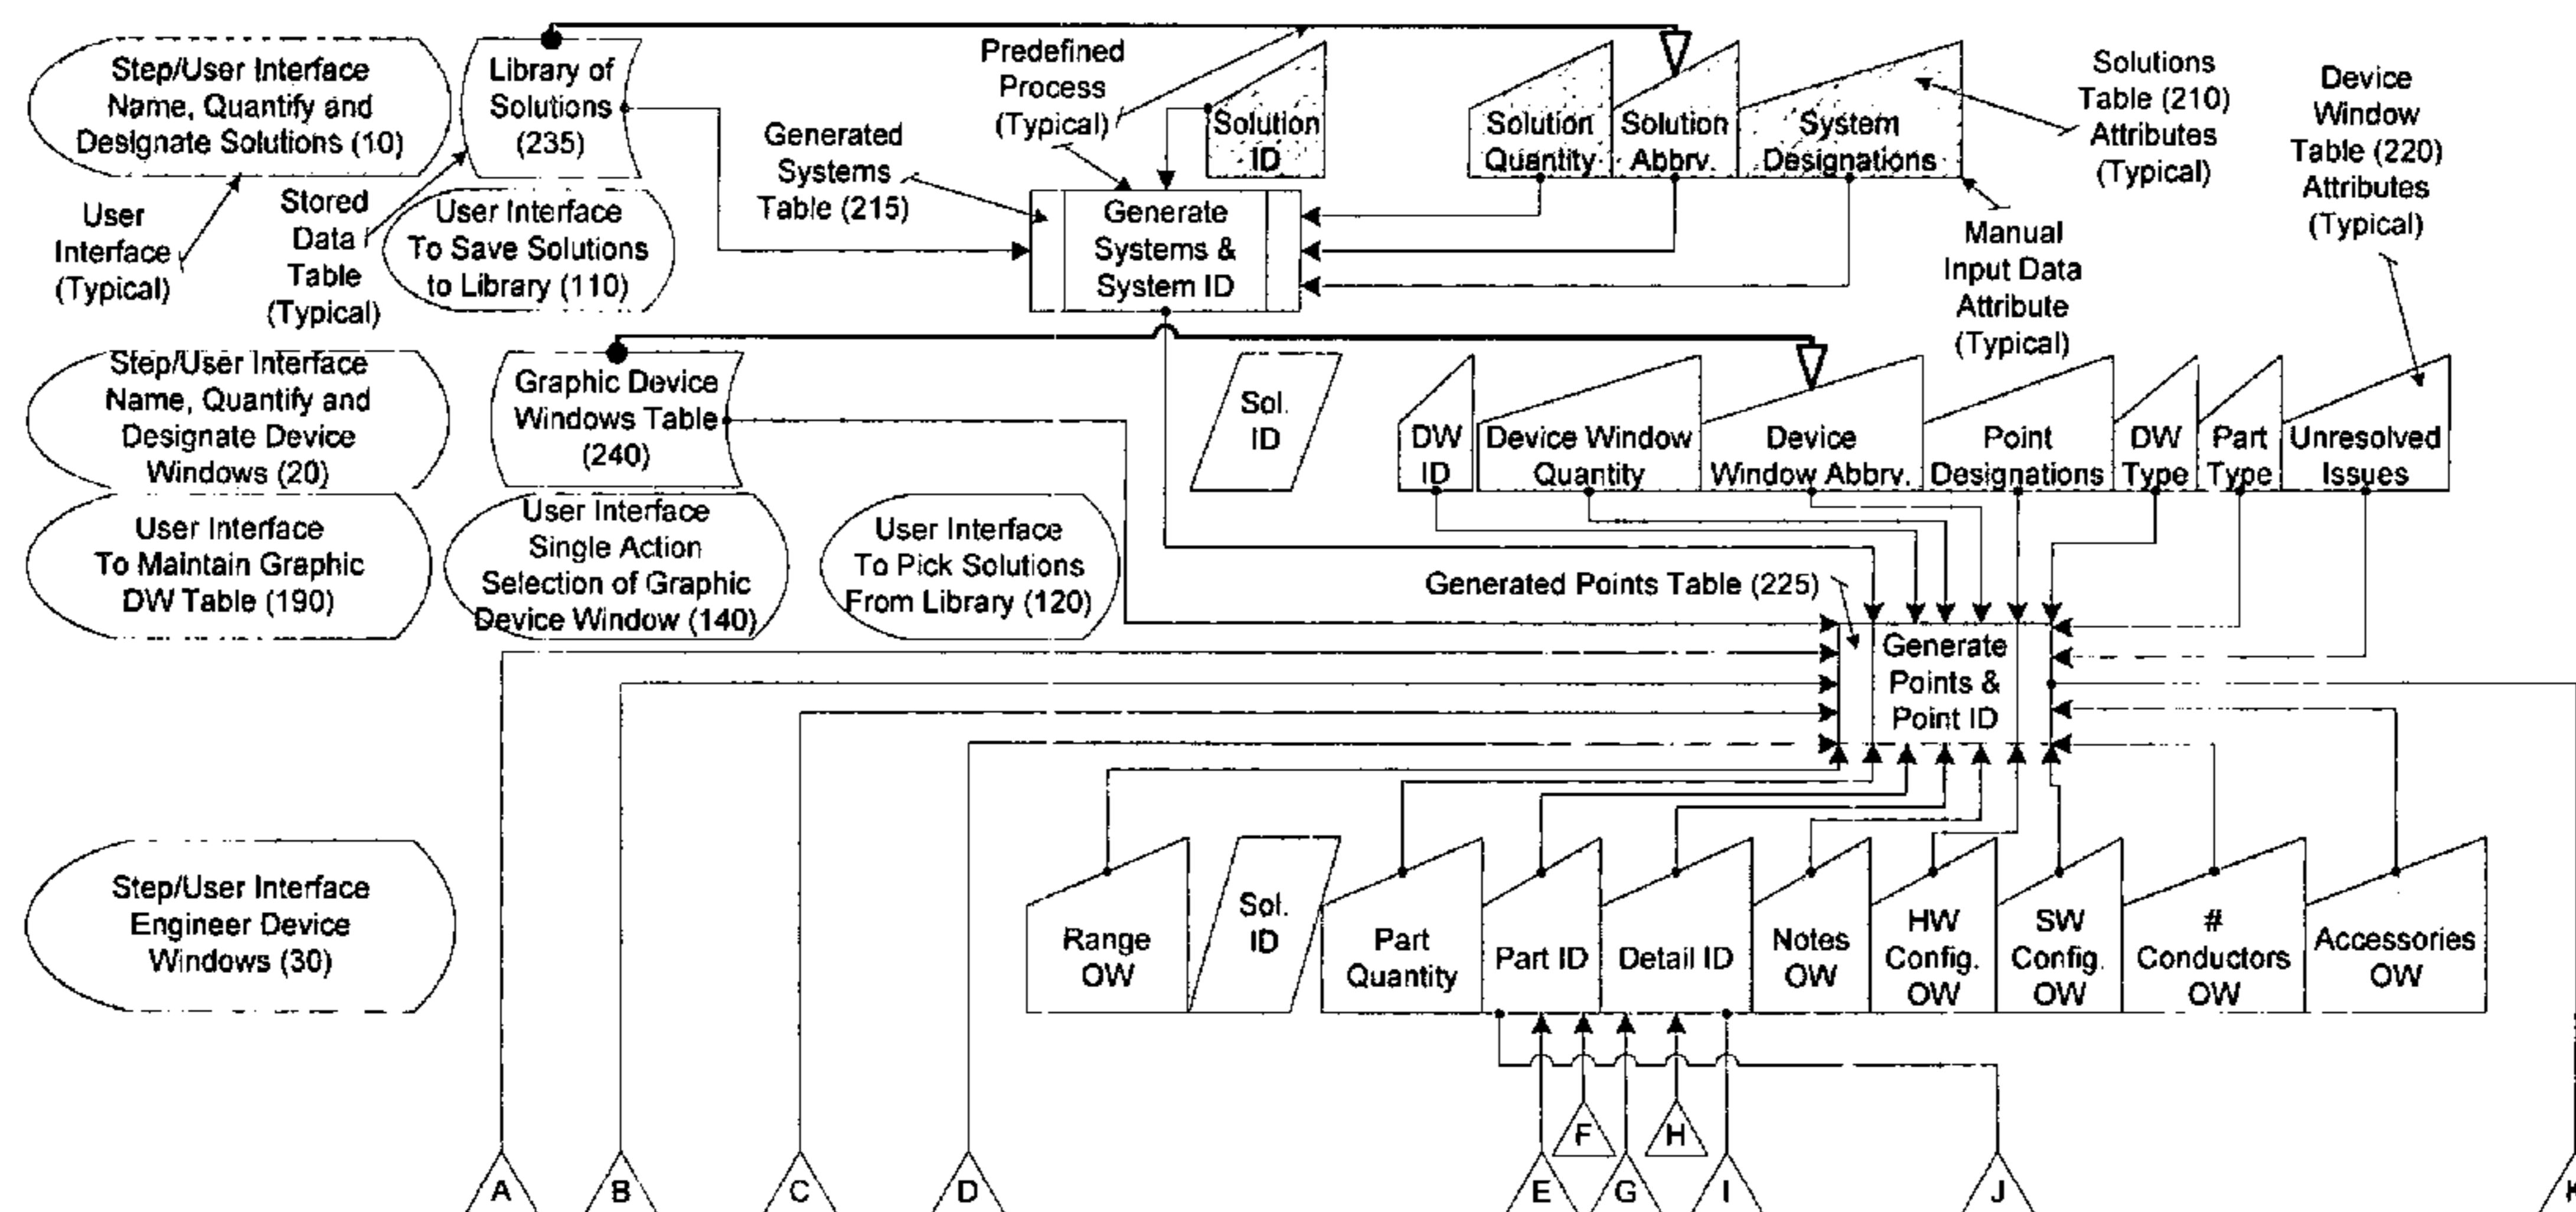 Step/User Interface
Name, Quantify and
Designate Solutions (10)
Library of
Solutions
(235)
Predefined
Process
(Typical)
Solution
ID
Solution
Quantity
Solution
Abbrv.
System
Designations
Solutions
Table (210)
Attributes
(Typical)
Device
Window
Table (220)
Attributes
(Typical)
Generated
Systems
Table (215)
User
Interface
(Typical)
Stored
Data
Table
(Typical)
User Interface
To Save Solutions
to Library (110)
Generate
Systems &
System ID
Manual
Input Data
Attribute
(Typical)
Step/User Interface
Name, Quantify and
Designate Device
Windows (20)
Graphic Device
Windows Table
(240)
Sol.
ID
DW
ID
Device Window
Quantity
Device
Window Abbrv.
Point
Designations
DW
Type
Part
Type
Unresolved
Issues
User Interface
To Maintain Graphic
DW Table (190)
User Interface
Single Action
Selection of Graphic
Device Window (140)
User Interface
To Pick Solutions
From Library (120)
Generated Points Table (225)
Generate
Points &
Point ID
Step/User Interface
Engineer Device
Windows (30)
Range
OW
Sol.
ID
Part
Quantity
Part ID
Detail ID
Notes
OW
HW
Config.
OW
SW
Config.
OW
#
Conductors
OW
Accessories
OW
F
H
A
B
C
D
E
G
I
J
K